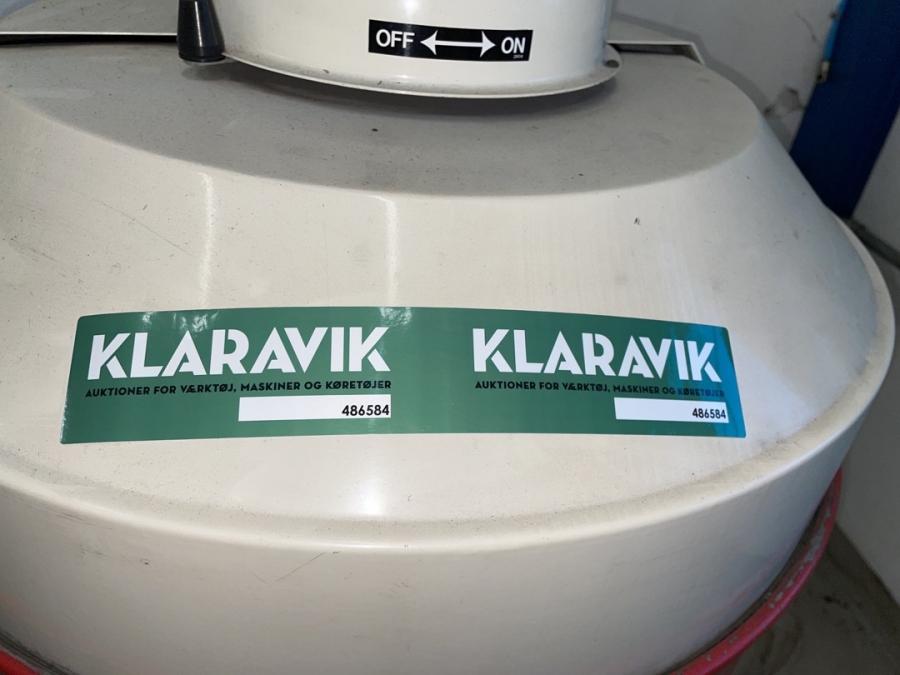 OFF ON
KLARAVIK
AUKTIONER FOR VÆRKTØJ, MASKINER OG KØRETØJER
486584
KLARAVIK
AUKTIONER FOR VÆRKTØJ, MASKINER OG KØRETØJER
486584